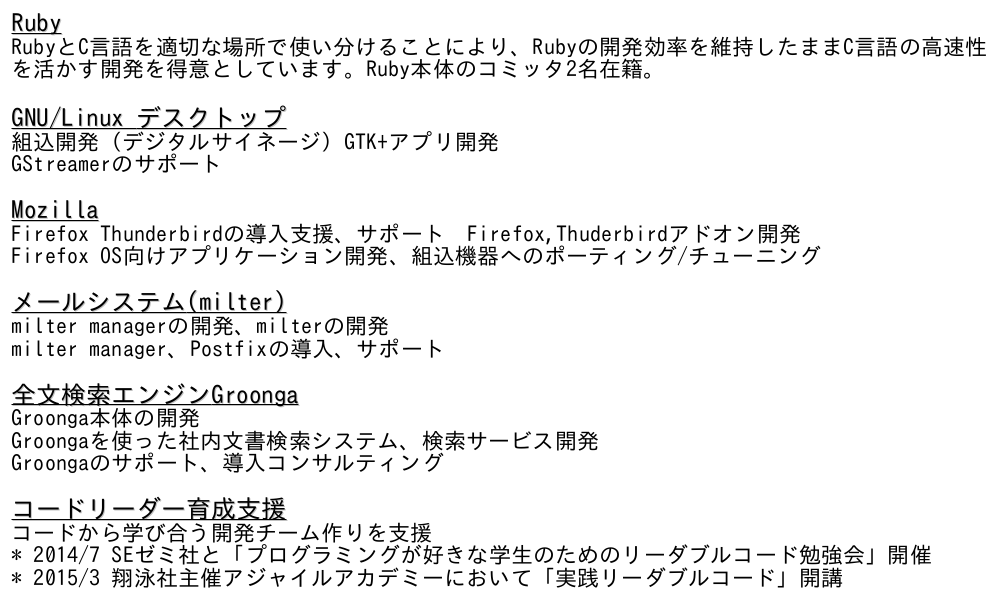 Ruby
RubyとC言語を適切な場所で使い分けることにより、Rubyの開発効率を維持したままC言語の高速性
を活かす開発を得意としています。Ruby本体のコミッタ2名在籍。
GNU/Linux デスクトップ
組込開発（デジタルサイネージ）GTK+アプリ開発
GStreamerのサポート
Mozilla
Firefox Thunderbirdの導入支援、サポート　Firefox,Thuderbirdアドオン開発
Firefox OS向けアプリケーション開発、組込機器へのポーティング/チューニング
メールシステム(milter)
milter managerの開発、milterの開発
milter manager、Postfixの導入、サポート
全文検索エンジンGroonga
Groonga本体の開発
Groongaを使った社内文書検索システム、検索サービス開発
Groongaのサポート、導入コンサルティング
コードリーダー育成支援
コードから学び合う開発チーム作りを支援
* 2014/7 SEゼミ社と「プログラミングが好きな学生のためのリーダブルコード勉強会」開催
* 2015/3 翔泳社主催アジャイルアカデミーにおいて「実践リーダブルコード」開講